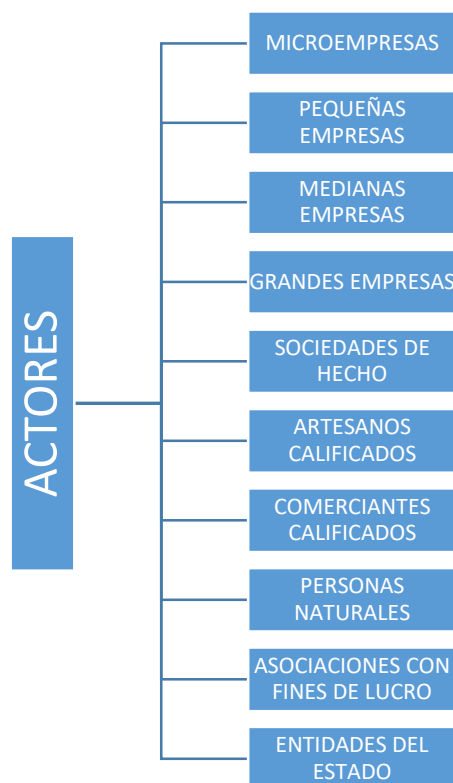 ACTORES
MICROEMPRESAS
PEQUEÑAS
EMPRESAS
MEDIANAS
EMPRESAS
GRANDES EMPRESAS
SOCIEDADES DE
HECHO
ARTESANOS
CALIFICADOS
COMERCIANTES
CALIFICADOS
PERSONAS
NATURALES
ASOCIACIONES CON
FINES DE LUCRO
ENTIDADES DEL
ESTADO